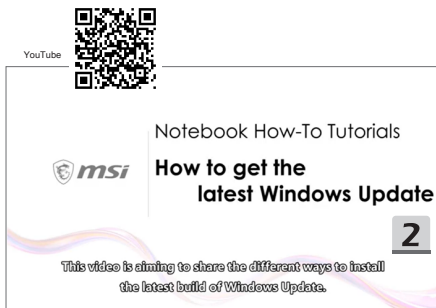 YouTube
Notebook How-To Tutorials
msi
How to get the
latest Windows Update
2
This video is aiming to share the different ways to install
the latest build of Windows Update.